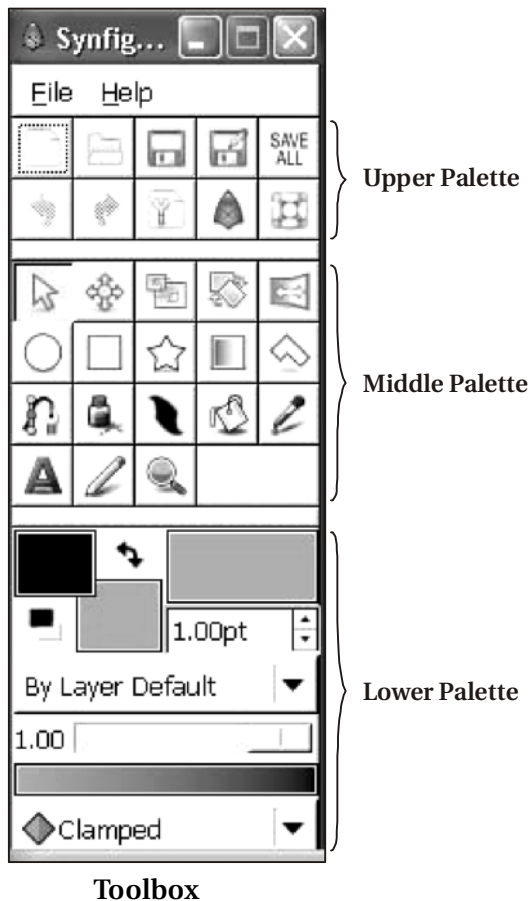 Synfig...
File Help
SAVE
ALL
Upper Palette
Middle Palette
1.00pt
By Layer Default
Lower Palette
1.00
Clamped
Toolbox